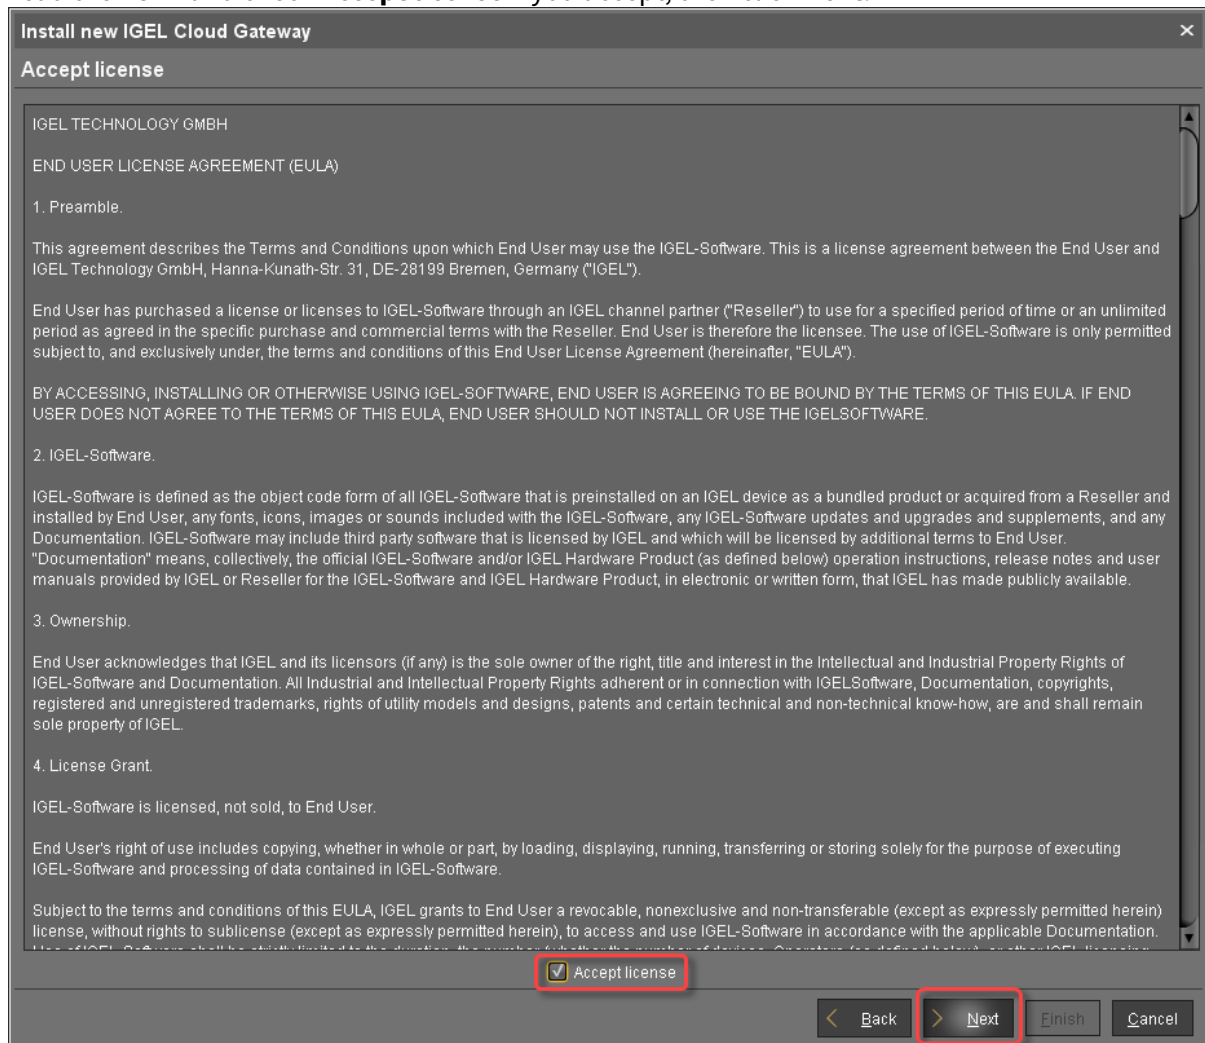 Install new IGEL Cloud Gateway
Accept license
IGEL TECHNOLOGY GMBH
END USER LICENSE AGREEMENT (EULA)
1. Preamble.
This agreement describes the Terms and Conditions upon which End User may use the IGEL-Software. This is a license agreement between the End User and
IGEL Technology GmbH, Hanna-Kunath-Str. 31, DE-28199 Bremen, Germany ("IGEL").
End User has purchased a license or licenses to IGEL-Software through an IGEL channel partner ("Reseller") to use for a specified period of time or an unlimited
period as agreed in the specific purchase and commercial terms with the Reseller. End User is therefore the licensee. The use of IGEL-Software is only permitted
subject to, and exclusively under, the terms and conditions of this End User License Agreement (hereinafter, "EULA").
BY ACCESSING, INSTALLING OR OTHERWISE USING IGEL-SOFTWARE, END USER IS AGREEING TO BE BOUND BY THE TERMS OF THIS EULA. IF END
USER DOES NOT AGREE TO THE TERMS OF THIS EULA, END USER SHOULD NOT INSTALL OR USE THE IGELSOFTWARE.
2. IGEL-Software.
IGEL-Software is defined as the object code form of all IGEL-Software that is preinstalled on an IGEL device as a bundled product or acquired from a Reseller and
installed by End User, any fonts, icons, images or sounds included with the IGEL-Software, any IGEL-Software updates and upgrades and supplements, and any
Documentation. IGEL-Software may include third party software that is licensed by IGEL and which will be licensed by additional terms to End User.
"Documentation" means, collectively, the official IGEL-Software and/or IGEL Hardware Product (as defined below) operation instructions, release notes and user
manuals provided by IGEL or Reseller for the IGEL-Software and IGEL Hardware Product, in electronic or written form, that IGEL has made publicly available.
3. Ownership.
End User acknowledges that IGEL and its licensors (if any) is the sole owner of the right, title and interest in the Intellectual and Industrial Property Rights of
IGEL-Software and Documentation. All Industrial and Intellectual Property Rights adherent or in connection with IGELSoftware, Documentation, copyrights,
registered and unregistered trademarks, rights of utility models and designs, patents and certain technical and non-technical know-how, are and shall remain
sole property of IGEL.
4. License Grant.
IGEL-Software is licensed, not sold, to End User.
End User's right of use includes copying, whether in whole or part, by loading, displaying, running, transferring or storing solely for the purpose of executing
IGEL-Software and processing of data contained in IGEL-Software.
Subject to the terms and conditions of this EULA, IGEL grants to End User a revocable, nonexclusive and non-transferable (except as expressly permitted herein)
license, without rights to sublicense (except as expressly permitted herein), to access and use IGEL-Software in accordance with the applicable Documentation.
Accept license
Back
Next
Finish
Cancel